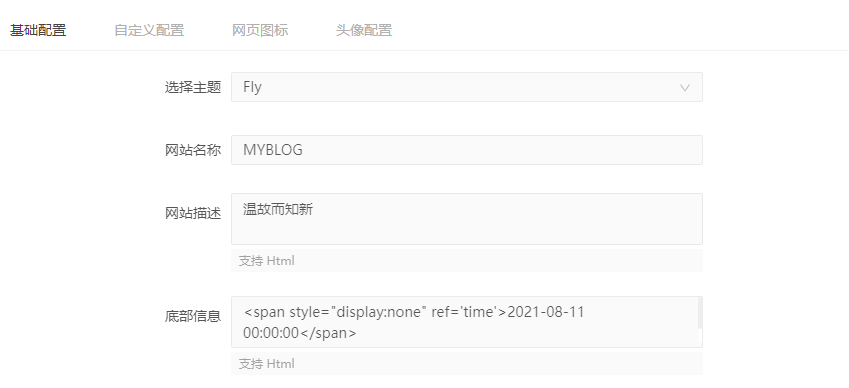 基础配置 自定义配置 网页图标 头像配置
选择主题 Fly
网站名称 MYBLOG
网站描述 温故而知新
支持 Html
底部信息 <span style="display:none" ref='time'>2021-08-11
00:00:00</span>
支持 Html